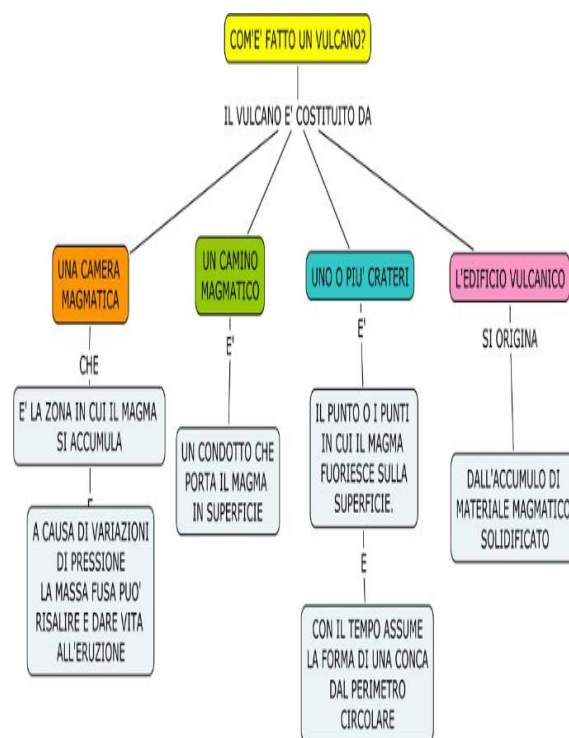 COM'E' FATTO UN VULCANO?
IL VULCANO E' COSTITUITO DA
UNA CAMERA
MAGMATICA
CHE
E' LA ZONA IN CUI IL MAGMA
SI ACCUMULA
A CAUSA DI VARIAZIONI
DI PRESSIONE
LA MASSA FUSA PUO'
RISALIRE E DARE VITA
ALL'ERUZIONE
UN CAMINO
MAGMATICO
E'
UN CONDOTTO CHE
PORTA IL MAGMA
IN SUPERFICIE
UNO O PIU' CRATERI
E'
IL PUNTO O I PUNTI
IN CUI IL MAGMA
FUORIESCE SULLA
SUPERFICIE.
E
CON IL TEMPO ASSUME
LA FORMA DI UNA CONCA
DAL PERIMETRO
CIRCOLARE
L'EDIFICIO VULCANICO
SI ORIGINA
DALL'ACCUMULO DI
MATERIALE MAGMATICO
SOLIDIFICATO